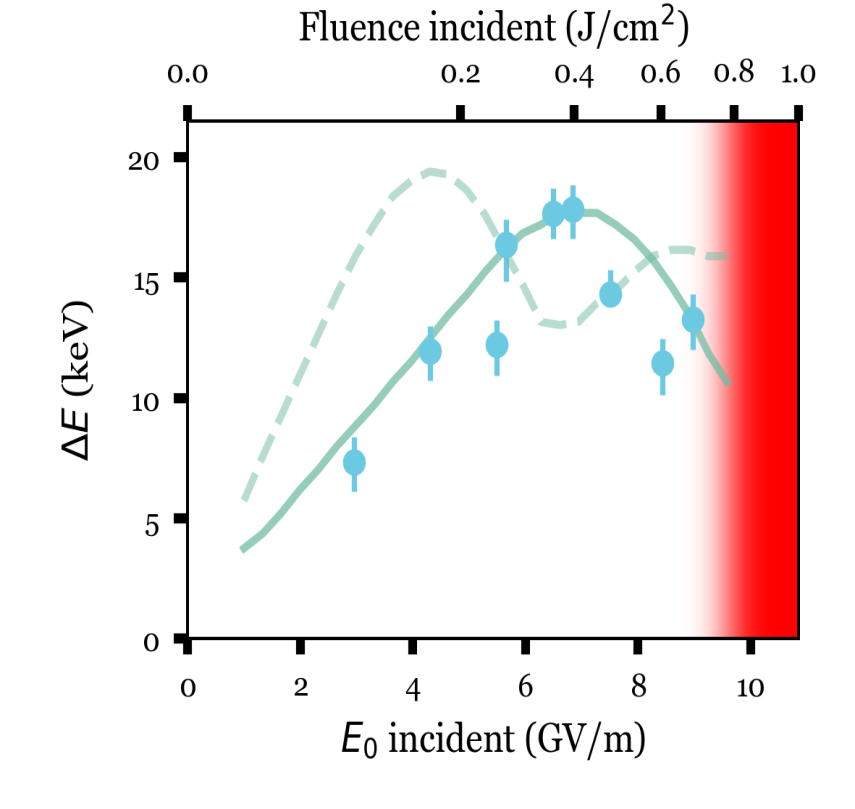 Fluence incident (J/cm²)
0.0 0.2 0.4 0.6 0.8 1.0
20
15
10
5
0
ΔE (keV)
0 2 4 6 8 10
E₀ incident (GV/m)